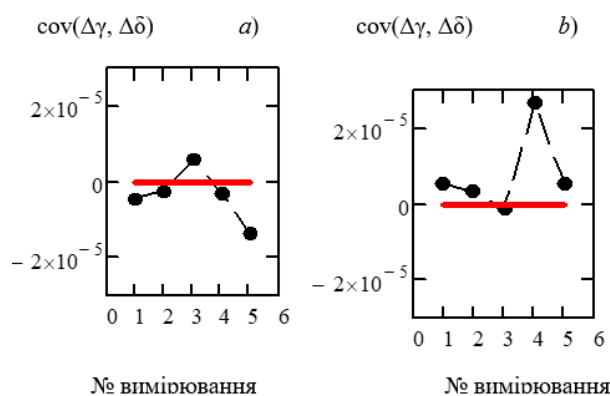 cov(Δγ, Δδ) a)
2×10⁻⁵
0
− 2×10⁻⁵
0 1 2 3 4 5 6
№ вимірювання
cov(Δγ, Δδ) b)
2×10⁻⁵
0
− 2×10⁻⁵
0 1 2 3 4 5 6
№ вимірювання